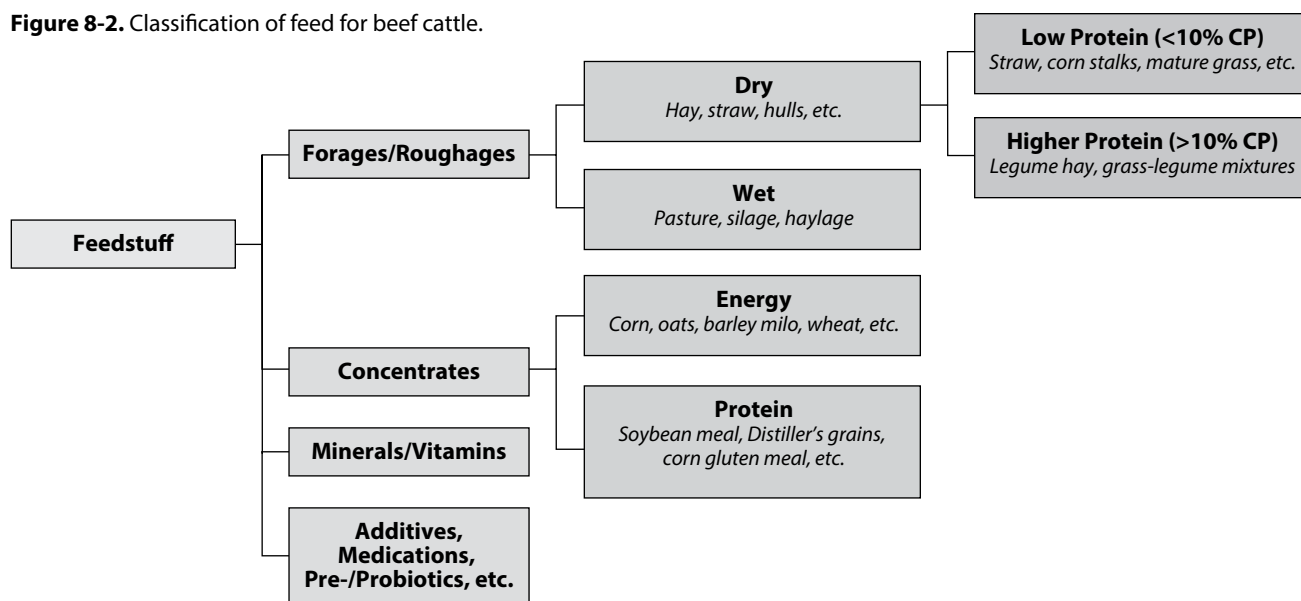 Figure 8-2. Classification of feed for beef cattle.
Feedstuff
Forages/Roughages
Dry
Hay, straw, hulls, etc.
Low Protein (<10% CP)
Straw, corn stalks, mature grass, etc.
Higher Protein (>10% CP)
Legume hay, grass-legume mixtures
Wet
Pasture, silage, haylage
Concentrates
Energy
Corn, oats, barley milo, wheat, etc.
Protein
Soybean meal, Distiller's grains,
corn gluten meal, etc.
Minerals/Vitamins
Additives,
Medications,
Pre-/Probiotics, etc.